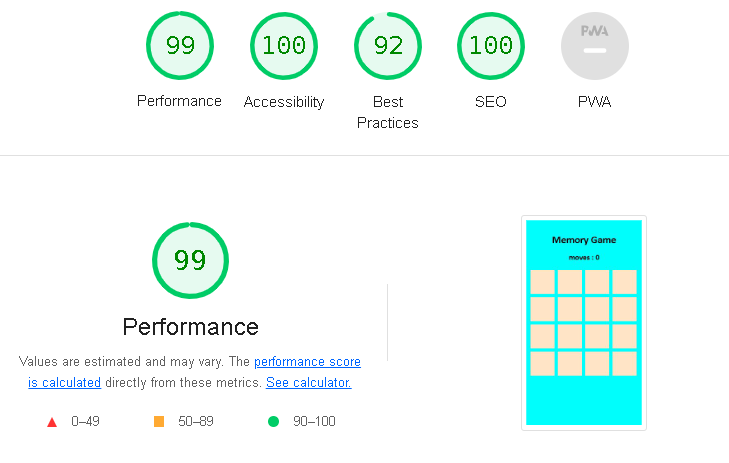 99
100
92
100
PWA
Performance
Accessibility
Best
Practices
SEO
PWA
99
Performance
Values are estimated and may vary. The performance score
is calculated directly from these metrics. See calculator.
0–49
50–89
90–100
Memory Game
moves : 0